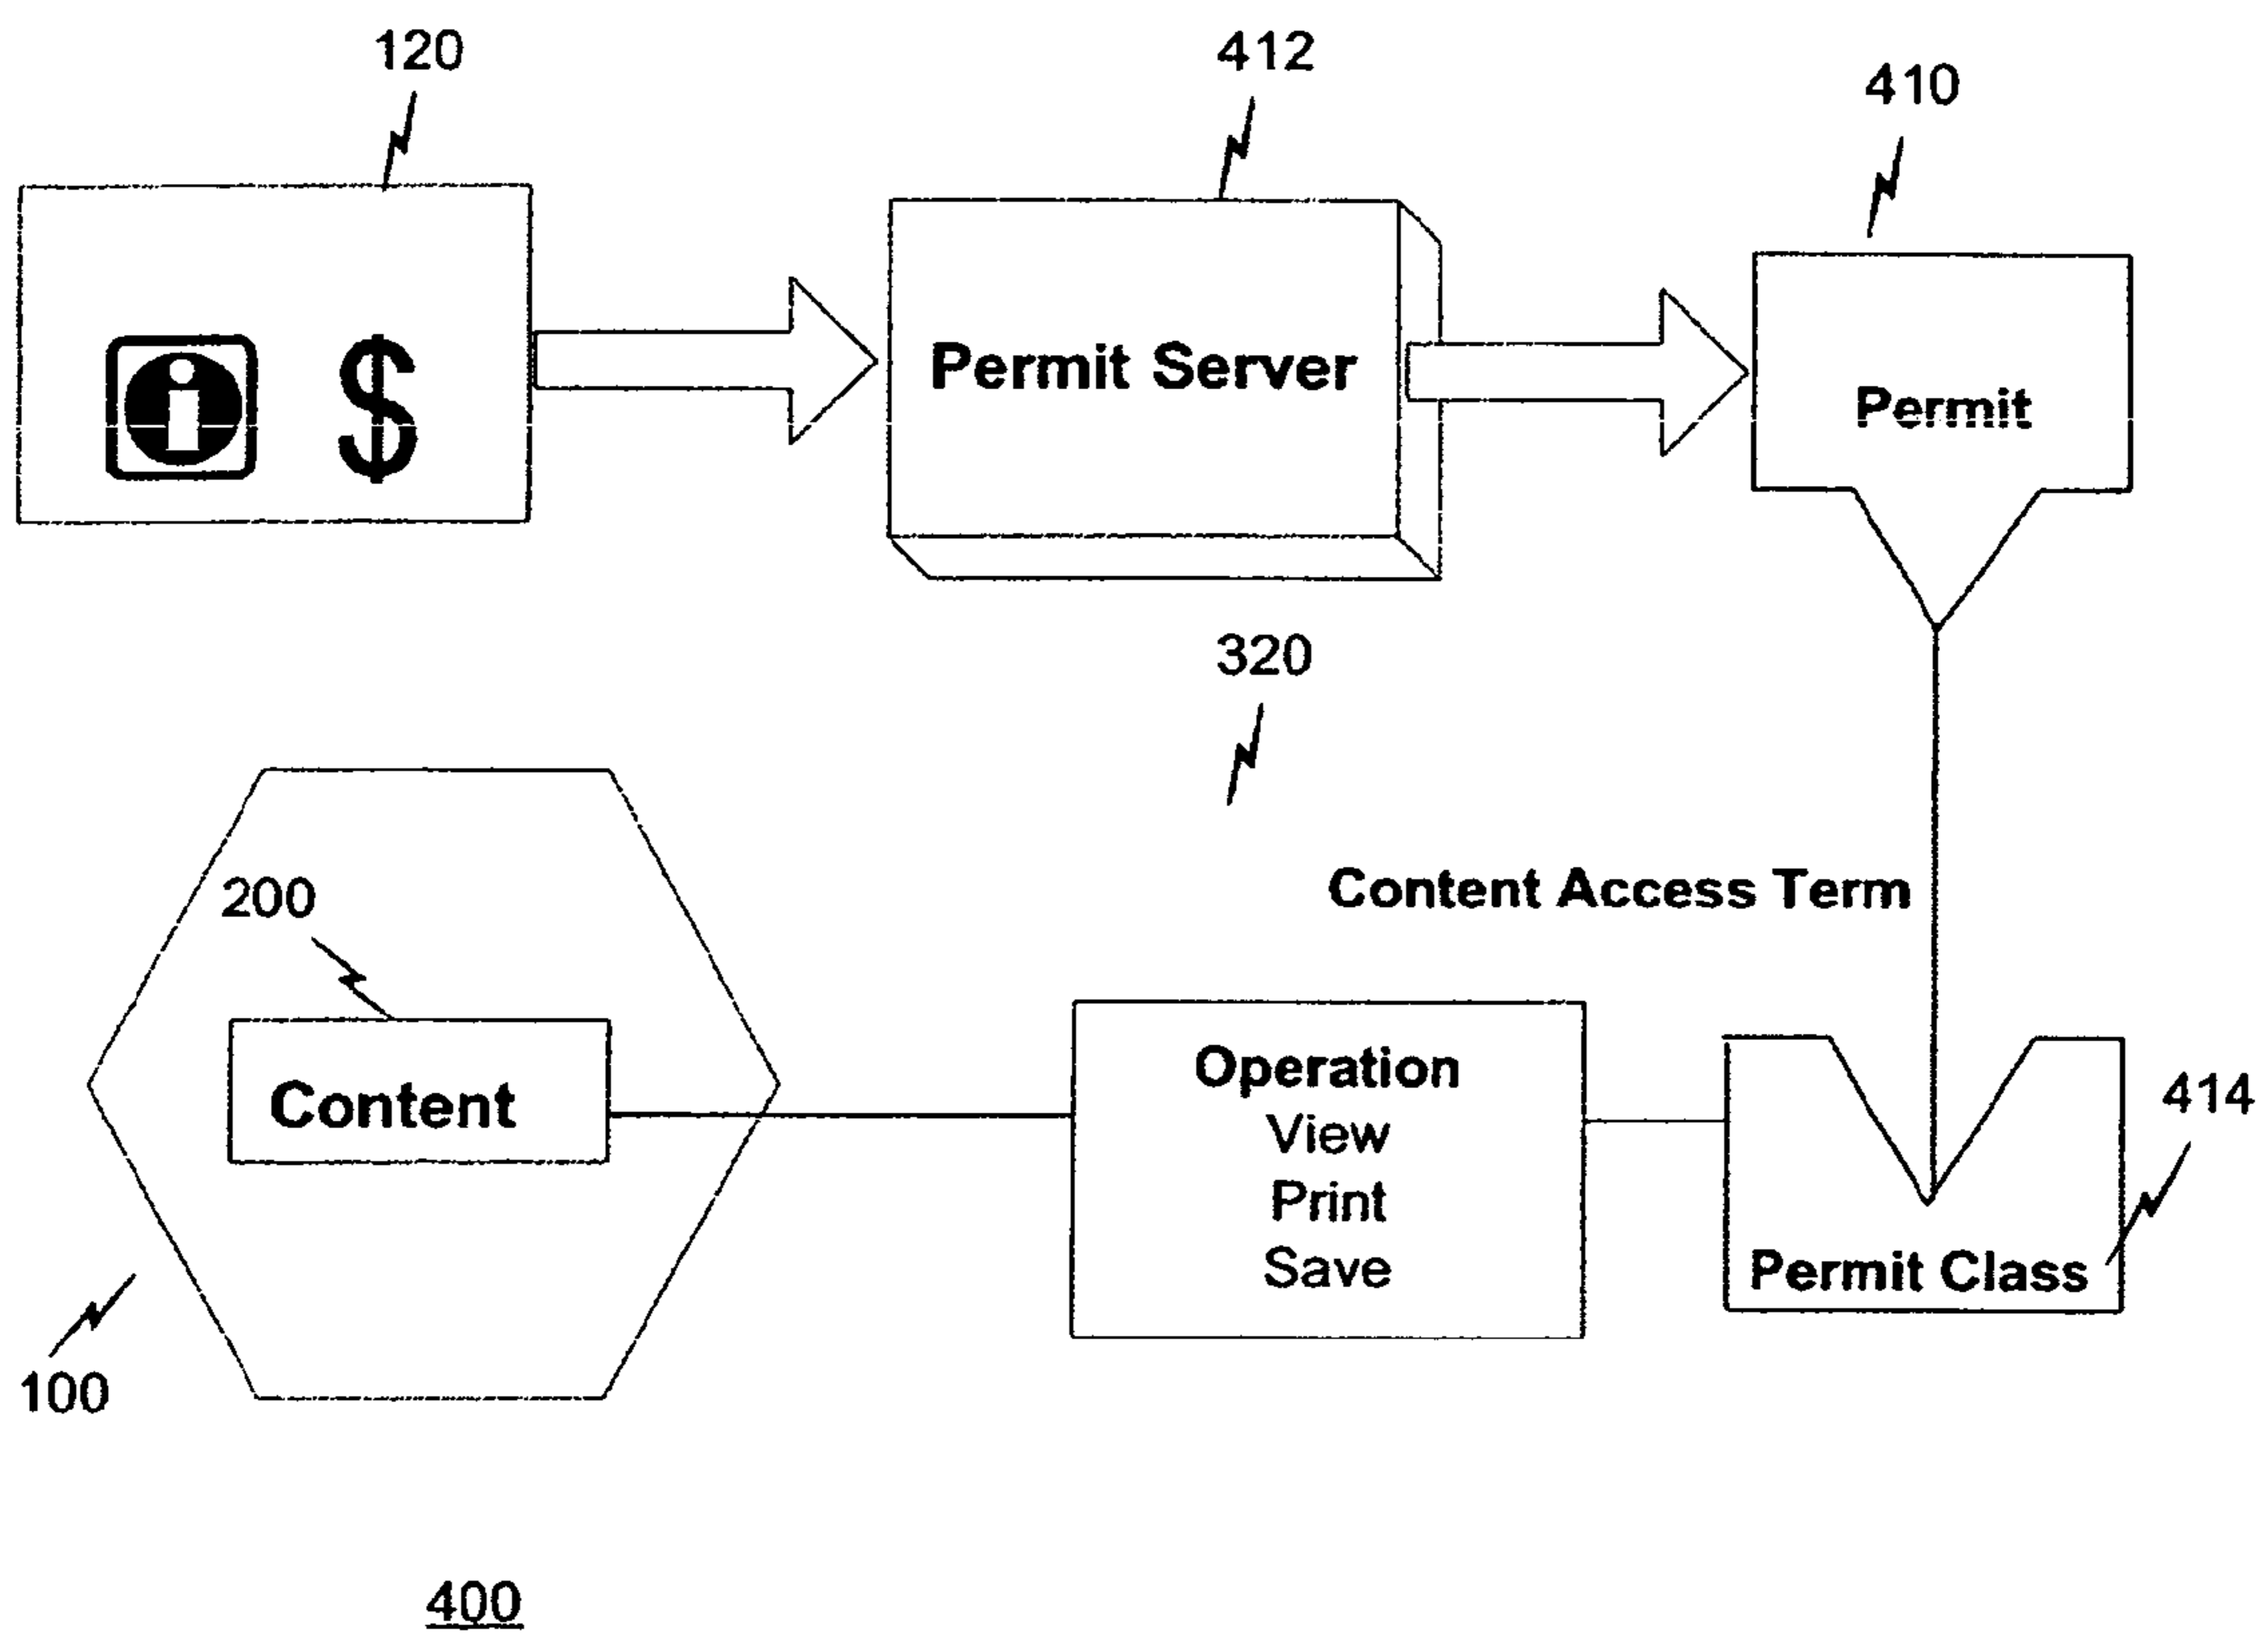 120
412
410
i $
Permit Server
Permit
320
Content Access Term
200
Content
Operation
View
Print
Save
414
Permit Class
100
400